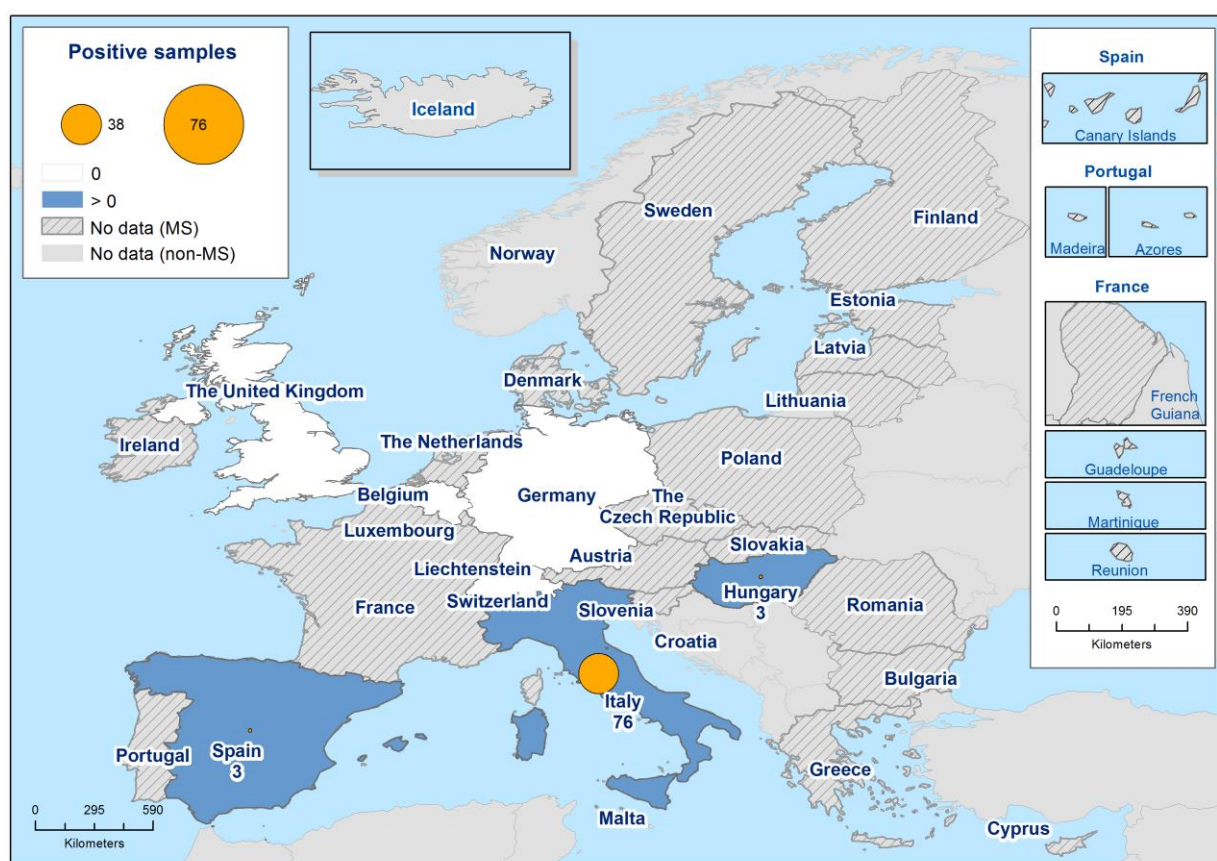 Positive samples
38
76
0
> 0
No data (MS)
No data (non-MS)
Iceland
Sweden
Finland
Norway
Estonia
Latvia
Denmark
Lithuania
The United Kingdom
Ireland
The Netherlands
Poland
Belgium
Germany
The
Czech Republic
Luxembourg
Slovakia
Austria
Liechtenstein
Hungary
3
Switzerland
Slovenia
France
Romania
Croatia
Bulgaria
Italy
76
Portugal
Spain
3
Greece
Malta
Cyprus
0 295 590
Kilometers
Spain
Canary Islands
Portugal
Madeira
Azores
France
French
Guiana
Guadeloupe
Martinique
Reunion
0 195 390
Kilometers